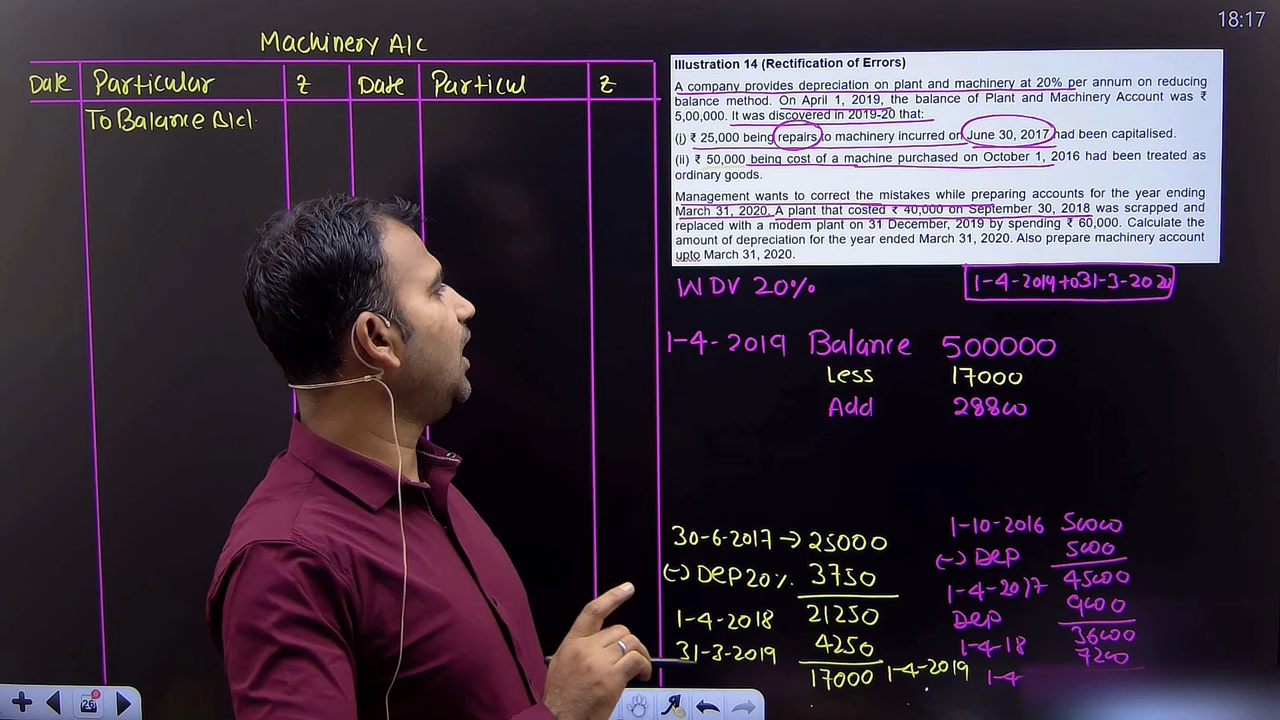 18:17
Machinery A/c
Date Particular ₹ Date Particul ₹
To Balance B/d
Illustration 14 (Rectification of Errors)
A company provides depreciation on plant and machinery at 20% per annum on reducing
balance method. On April 1, 2019, the balance of Plant and Machinery Account was ₹
5,00,000. It was discovered in 2019-20 that:
(i) ₹ 25,000 being repairs to machinery incurred on June 30, 2017 had been capitalised.
(ii) ₹ 50,000 being cost of a machine purchased on October 1, 2016 had been treated as
ordinary goods.
Management wants to correct the mistakes while preparing accounts for the year ending
March 31, 2020. A plant that costed ₹ 40,000 on September 30, 2018 was scrapped and
replaced with a modem plant on 31 December, 2019 by spending ₹ 60,000. Calculate the
amount of depreciation for the year ended March 31, 2020. Also prepare machinery account
upto March 31, 2020.
WDV 20%
1-4-2019 to 31-3-2020
1-4-2019 Balance 500000
Less 17000
Add 28800
30-6-2017 → 25000
(-) Dep 20%. 3750
1-4-2018 21250
31-3-2019 4250
17000 1-4-2019
1-10-2016 50000
(-) Dep 5000
1-4-2017 45000
Dep 9000
1-4-18 36000
7200
1-4
26